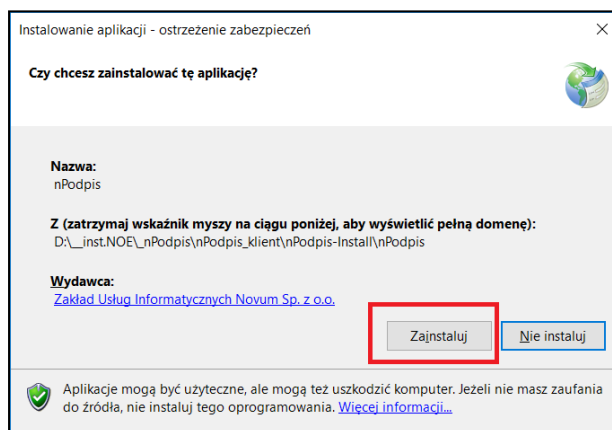 Instalowanie aplikacji - ostrzeżenie zabezpieczeń
Czy chcesz zainstalować tę aplikację?
Nazwa:
nPodpis
Z (zatrzymaj wskaźnik myszy na ciągu poniżej, aby wyświetlić pełną domenę):
D:\__inst.NOE\_nPodpis\nPodpis_klient\nPodpis-Install\nPodpis
Wydawca:
Zakład Usług Informatycznych Novum Sp. z o.o.
Zainstaluj
Nie instaluj
Aplikacje mogą być użyteczne, ale mogą też uszkodzić komputer. Jeżeli nie masz zaufania
do źródła, nie instaluj tego oprogramowania. Więcej informacji...